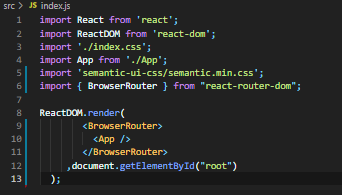 src > JS index.js
1 import React from 'react';
2 import ReactDOM from 'react-dom';
3 import './index.css';
4 import App from './App';
5 import 'semantic-ui-css/semantic.min.css';
6 import { BrowserRouter } from "react-router-dom";
7
8 ReactDOM.render(
9 <BrowserRouter>
10 <App />
11 </BrowserRouter>
12 ,document.getElementById("root")
13 );